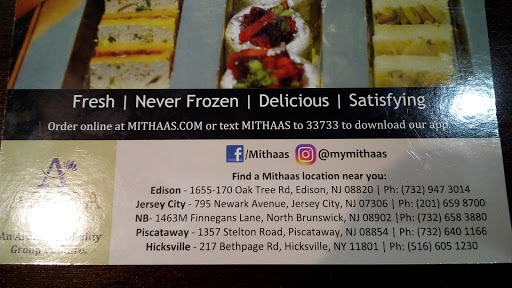 Fresh | Never Frozen | Delicious | Satisfying
Order online at MITHAAS.COM or text MITHAAS to 33733 to download our app
f/Mithaas @mymithaas
Find a Mithaas location near you:
Edison - 1655-170 Oak Tree Rd, Edison, NJ 08820 | Ph: (732) 947 3014
Jersey City - 795 Newark Avenue, Jersey City, NJ 07306 | Ph: (201) 659 8700
NB- 1463M Finnegans Lane, North Brunswick, NJ 08902 |Ph: (732) 658 3880
Piscataway - 1357 Stelton Road, Piscataway, NJ 08854 | Ph: (732) 640 1166
Hicksville - 217 Bethpage Rd, Hicksville, NY 11801 | Ph: (516) 605 1230
A
An
Group